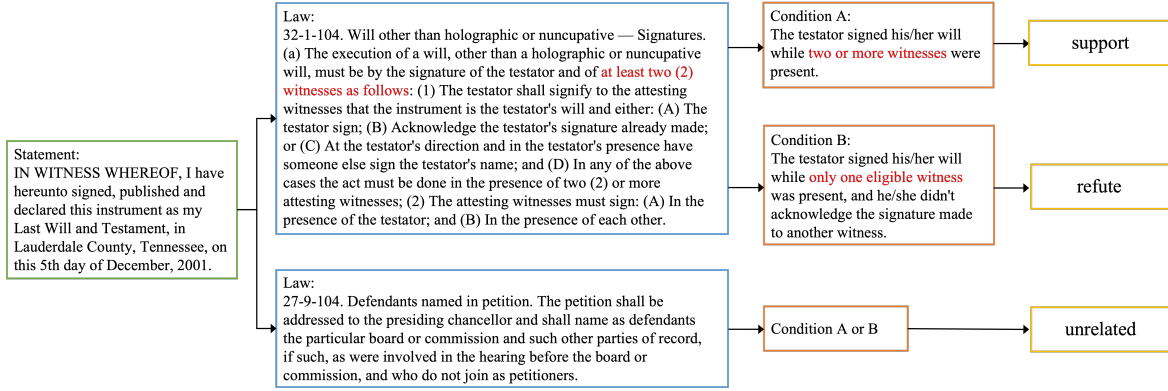 Statement:
IN WITNESS WHEREOF, I have
hereunto signed, published and
declared this instrument as my
Last Will and Testament, in
Lauderdale County, Tennessee, on
this 5th day of December, 2001.
Law:
32-1-104. Will other than holographic or nuncupative — Signatures.
(a) The execution of a will, other than a holographic or nuncupative
will, must be by the signature of the testator and of at least two (2)
witnesses as follows: (1) The testator shall signify to the attesting
witnesses that the instrument is the testator's will and either: (A) The
testator sign; (B) Acknowledge the testator's signature already made;
or (C) At the testator's direction and in the testator's presence have
someone else sign the testator's name; and (D) In any of the above
cases the act must be done in the presence of two (2) or more
attesting witnesses; (2) The attesting witnesses must sign: (A) In the
presence of the testator; and (B) In the presence of each other.
Condition A:
The testator signed his/her will
while two or more witnesses were
present.
support
Condition B:
The testator signed his/her will
while only one eligible witness
was present, and he/she didn't
acknowledge the signature made
to another witness.
refute
Law:
27-9-104. Defendants named in petition. The petition shall be
addressed to the presiding chancellor and shall name as defendants
the particular board or commission and such other parties of record,
if such, as were involved in the hearing before the board or
commission, and who do not join as petitioners.
Condition A or B
unrelated